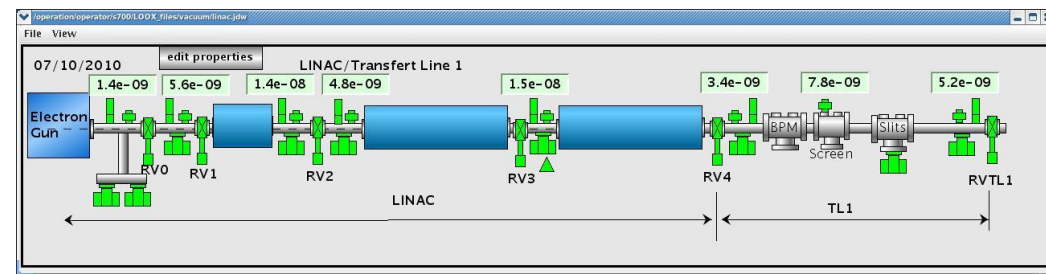 /operation/operator/s700/LOOX_files/vacuum/linac.jdw
File View
07/10/2010 edit properties LINAC/Transfert Line 1
1.4e-09 5.6e-09 1.4e-08 4.8e-09 1.5e-08 3.4e-09 7.8e-09 5.2e-09
Electron
Gun
BPM Slits
Screen
RV0 RV1 RV2 RV3 RV4 RVTL1
LINAC TL1